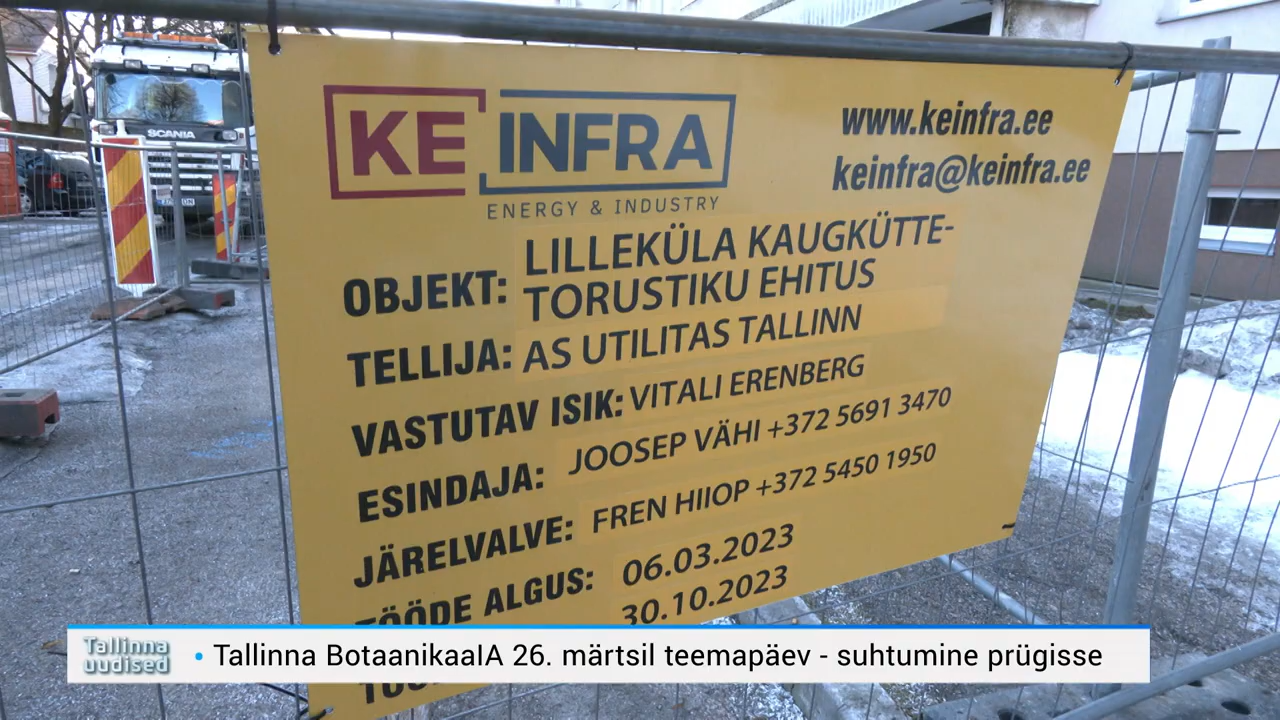 KE INFRA
ENERGY & INDUSTRY
www.keinfra.ee
keinfra@keinfra.ee
OBJEKT: LILLEKÜLA KAUGKÜTTE-
TORUSTIKU EHITUS
TELLIJA: AS UTILITAS TALLINN
VASTUTAV ISIK: VITALI ERENBERG
ESINDAJA: JOOSEP VÄHI +372 5691 3470
JÄRELVALVE: FREN HIIOP +372 5450 1950
TÖÖDE ALGUS: 06.03.2023
30.10.2023
SCANIA
Tallinna
uudised
• Tallinna BotaanikaaIA 26. märtsil teemapäev - suhtumine prügisse